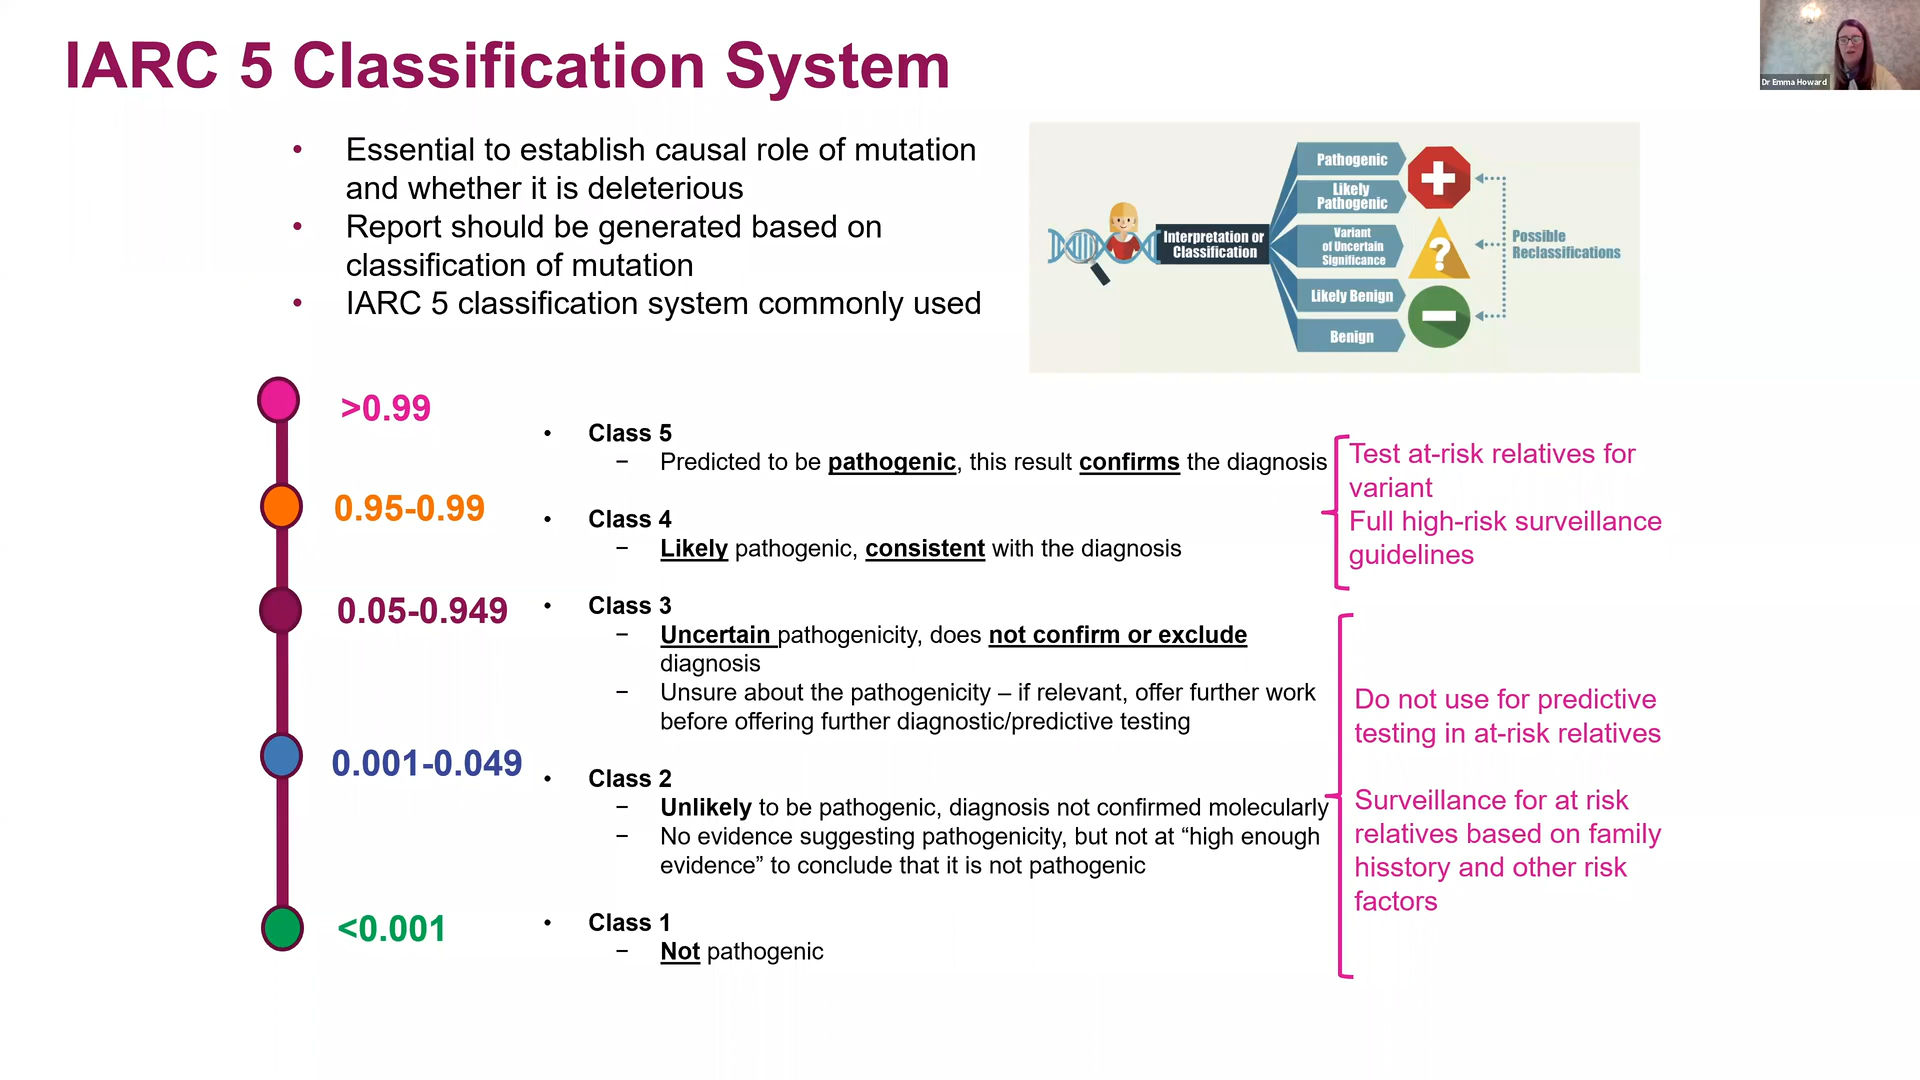 IARC 5 Classification System
Dr Emma Howard
• Essential to establish causal role of mutation
and whether it is deleterious
• Report should be generated based on
classification of mutation
• IARC 5 classification system commonly used
Interpretation or
Classification
Pathogenic
Likely
Pathogenic
Variant
of Uncertain
Significance
Likely Benign
Benign
?
Possible
Reclassifications
>0.99
• Class 5
– Predicted to be pathogenic, this result confirms the diagnosis
0.95-0.99
• Class 4
– Likely pathogenic, consistent with the diagnosis
Test at-risk relatives for
variant
Full high-risk surveillance
guidelines
0.05-0.949
• Class 3
– Uncertain pathogenicity, does not confirm or exclude
diagnosis
– Unsure about the pathogenicity – if relevant, offer further work
before offering further diagnostic/predictive testing
0.001-0.049
• Class 2
– Unlikely to be pathogenic, diagnosis not confirmed molecularly
– No evidence suggesting pathogenicity, but not at “high enough
evidence” to conclude that it is not pathogenic
<0.001
• Class 1
– Not pathogenic
Do not use for predictive
testing in at-risk relatives
Surveillance for at risk
relatives based on family
hisstory and other risk
factors